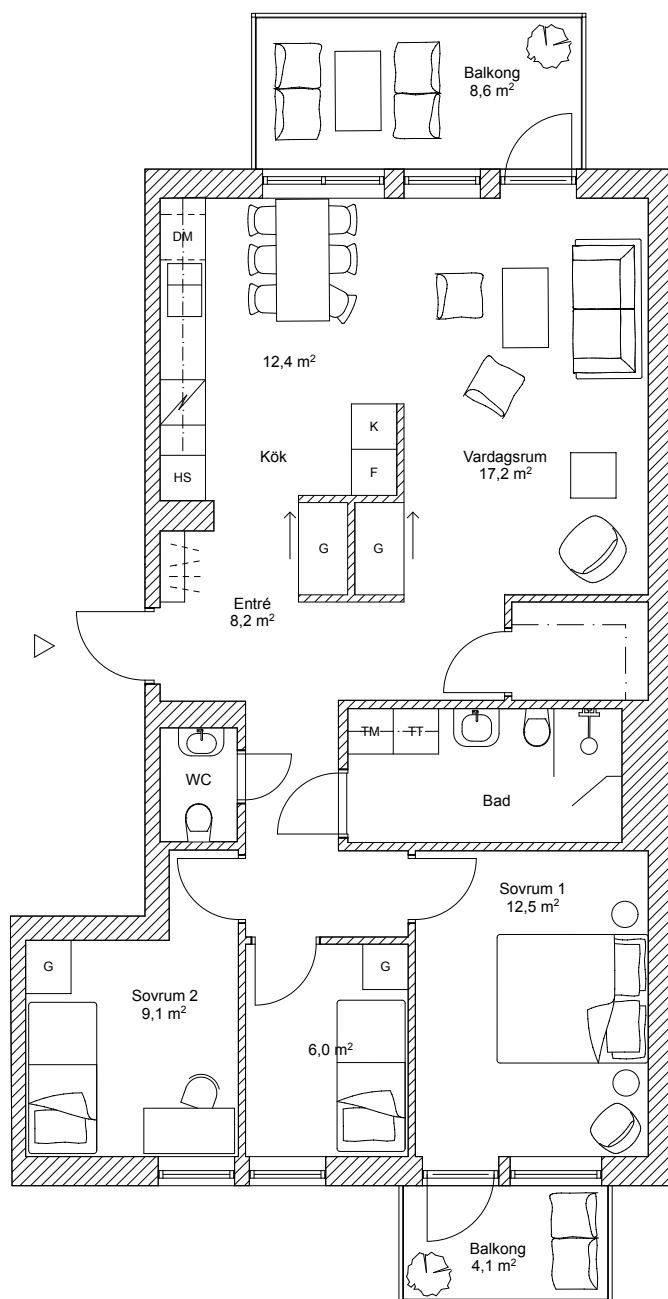 Balkong
8,6 m²
DM
12,4 m²
K
Kök
Vardagsrum
17,2 m²
F
HS
G
G
Entré
8,2 m²
TM
TT
WC
Bad
Sovrum 1
12,5 m²
G
G
Sovrum 2
9,1 m²
6,0 m²
Balkong
4,1 m²